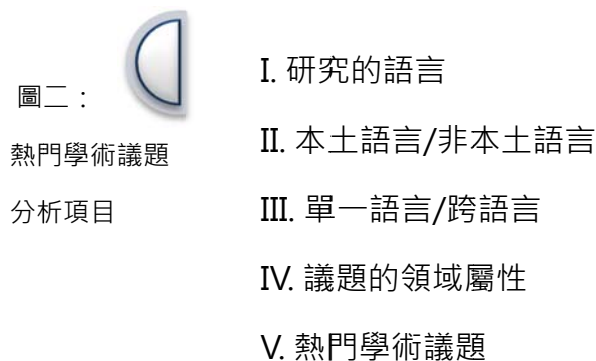 圖二：
熱門學術議題
分析項目
I. 研究的語言
II. 本土語言/非本土語言
III. 單一語言/跨語言
IV. 議題的領域屬性
V. 熱門學術議題